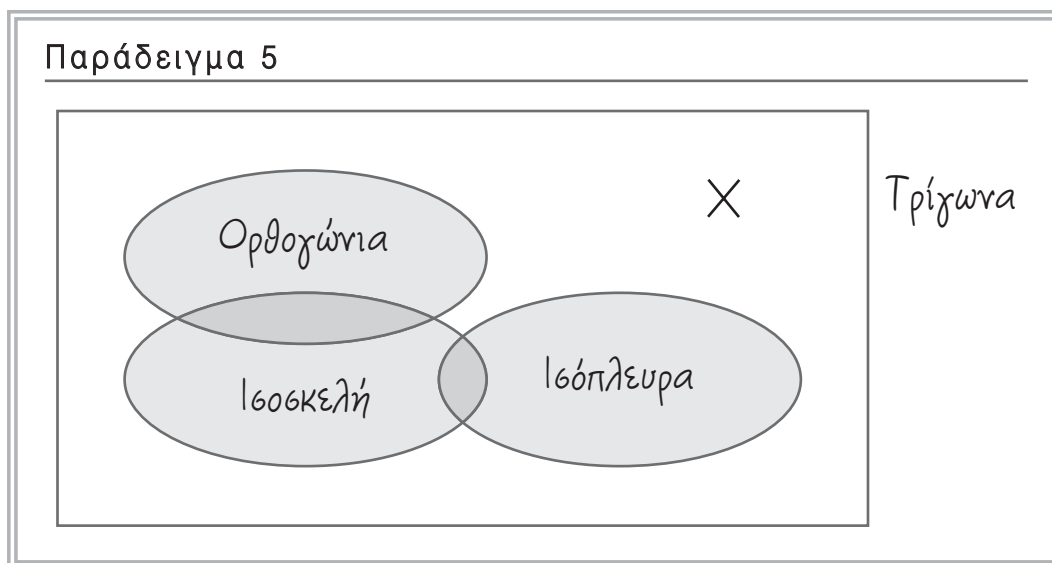 Παράδειγμα 5
Τρίγωνα
Ορθογώνια
Ισόπλευρα
Ισοσκελή